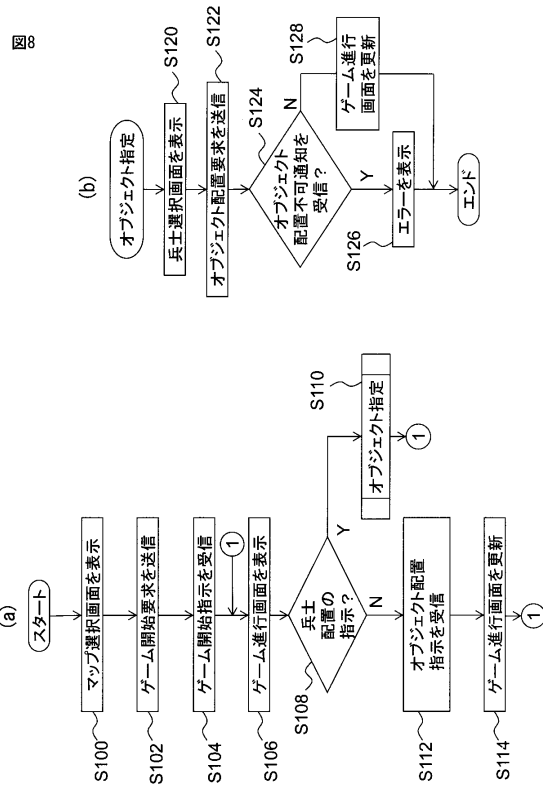 図8
(a)
スタート
マップ選択画面を表示
S100
ゲーム開始要求を送信
S102
ゲーム開始指示を受信
S104
1
ゲーム進行画面を表示
S106
兵士
配置の
指示?
S108
Y
N
オブジェクト指定
S110
1
オブジェクト配置
指示を受信
S112
ゲーム進行画面を更新
S114
1
(b)
オブジェクト指定
兵士選択画面を表示
S120
オブジェクト配置要求を送信
S122
オブジェクト
配置不可通知を
受信?
S124
N
Y
ゲーム進行
画面を更新
S128
エラーを表示
S126
エンド